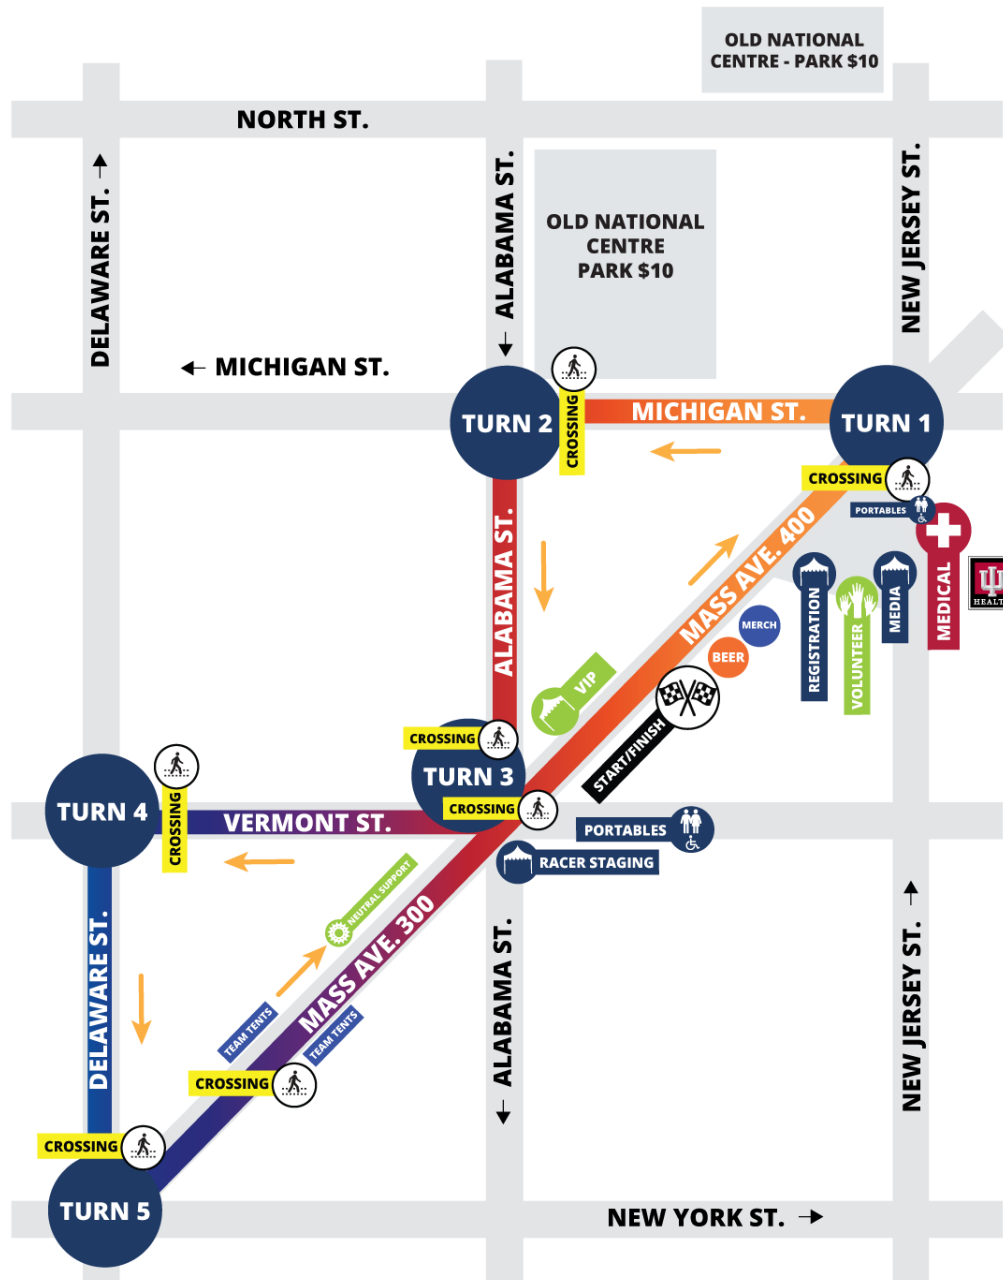 OLD NATIONAL
CENTRE - PARK $10
NORTH ST.
DELAWARE ST.
ALABAMA ST.
NEW JERSEY ST.
OLD NATIONAL
CENTRE
PARK $10
MICHIGAN ST.
TURN 2
CROSSING
MICHIGAN ST.
TURN 1
CROSSING
PORTABLES
MASS AVE. 400
ALABAMA ST.
REGISTRATION
VOLUNTEER
MEDIA
MEDICAL
MERCH
BEER
VIP
START/FINISH
CROSSING
TURN 3
CROSSING
TURN 4
CROSSING
VERMONT ST.
PORTABLES
RACER STAGING
NEUTRAL SUPPORT
MASS AVE. 300
DELAWARE ST.
TEAM TENTS
TEAM TENTS
ALABAMA ST.
NEW JERSEY ST.
CROSSING
CROSSING
TURN 5
NEW YORK ST.